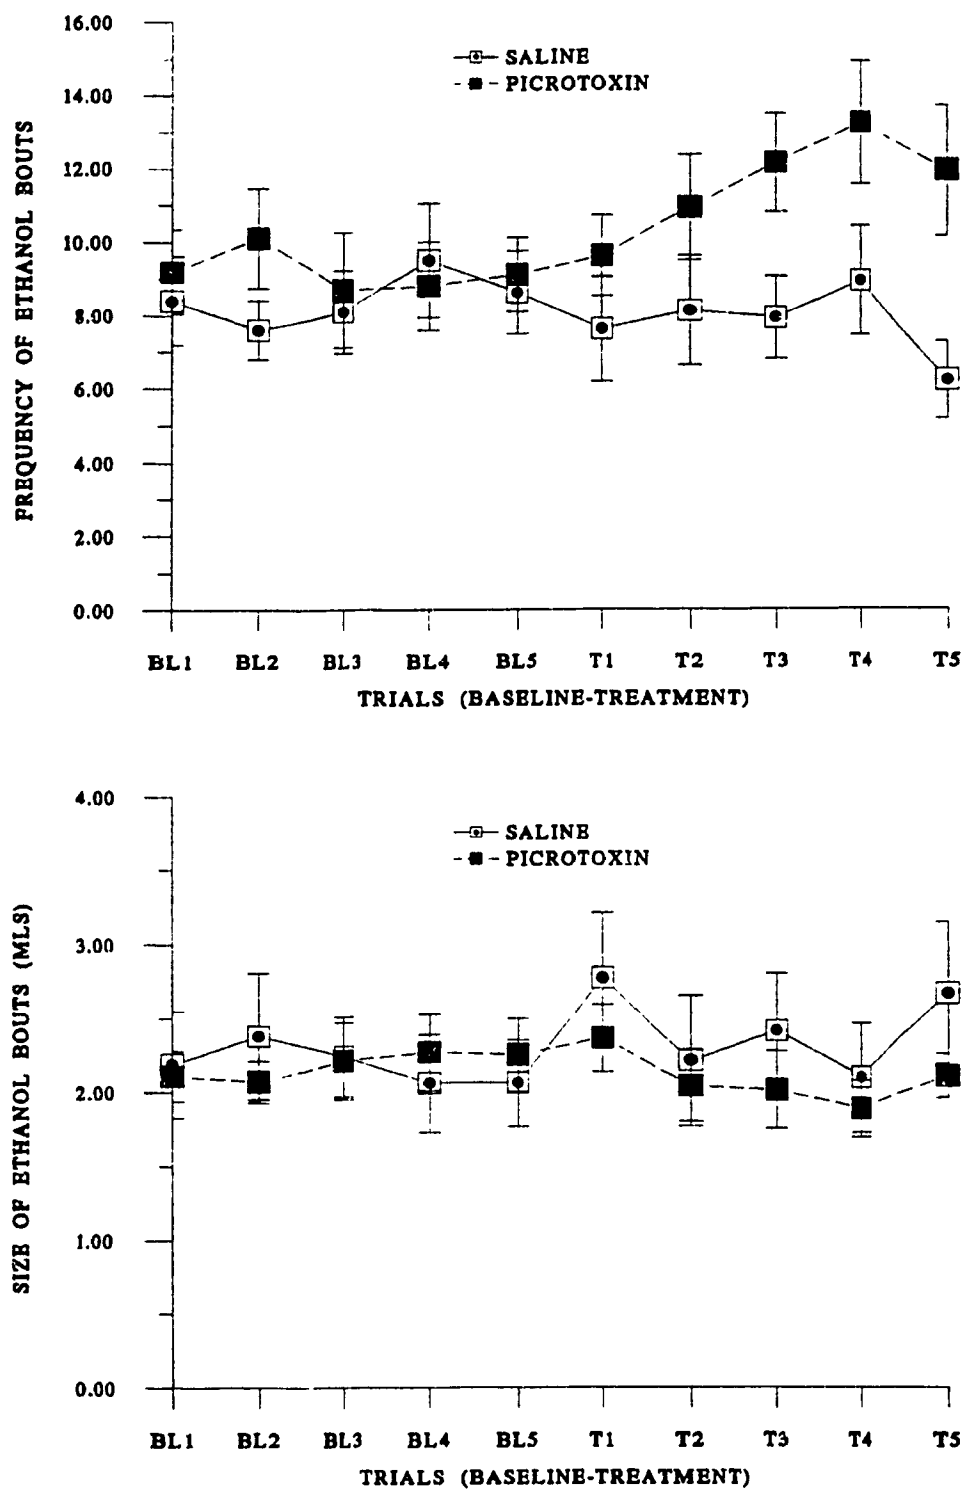 16.00
14.00
12.00
10.00
8.00
6.00
4.00
2.00
0.00
FREQUENCY OF ETHANOL BOUTS
SALINE
PICROTOXIN
BL1 BL2 BL3 BL4 BL5 T1 T2 T3 T4 T5
TRIALS (BASELINE-TREATMENT)
4.00
3.00
2.00
1.00
0.00
SIZE OF ETHANOL BOUTS (MLS)
SALINE
PICROTOXIN
BL1 BL2 BL3 BL4 BL5 T1 T2 T3 T4 T5
TRIALS (BASELINE-TREATMENT)